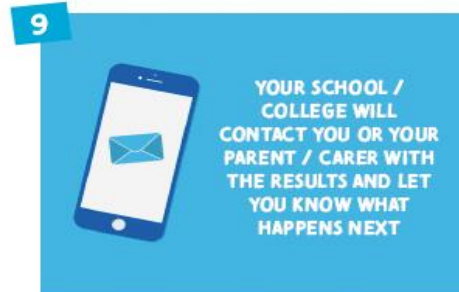 9
YOUR SCHOOL /
COLLEGE WILL
CONTACT YOU OR YOUR
PARENT / CARER WITH
THE RESULTS AND LET
YOU KNOW WHAT
HAPPENS NEXT